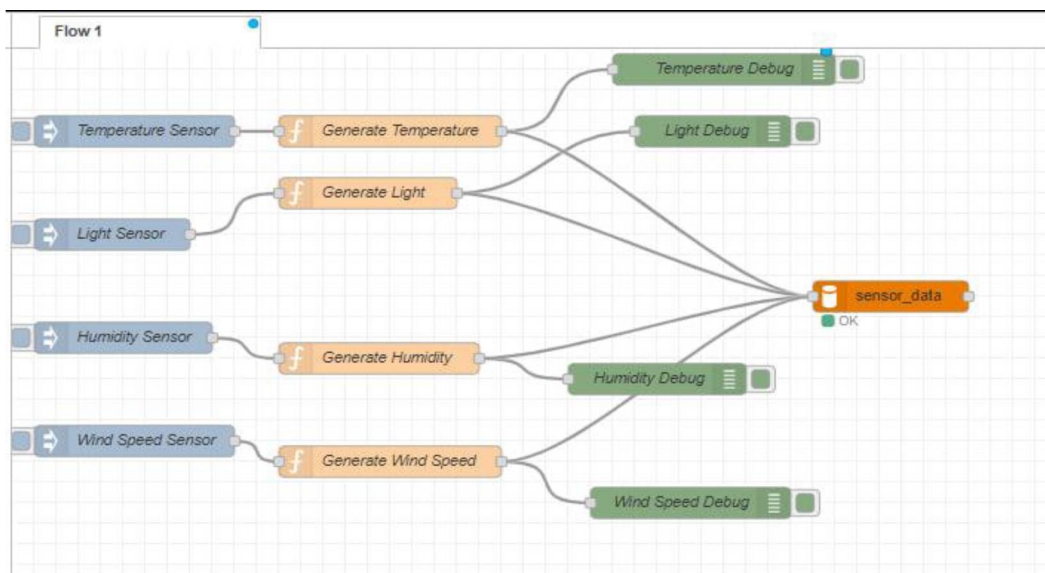 Flow 1
Temperature Debug
Temperature Sensor
Generate Temperature
Light Debug
Generate Light
Light Sensor
sensor_data
OK
Humidity Sensor
Generate Humidity
Humidity Debug
Wind Speed Sensor
Generate Wind Speed
Wind Speed Debug